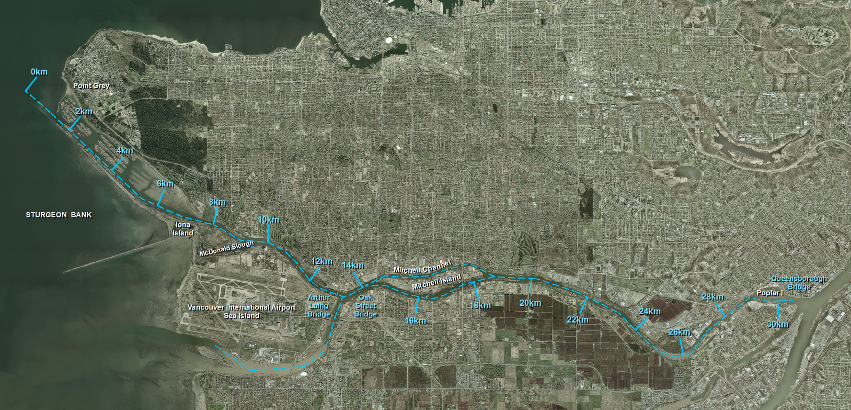 0km
Point Grey
2km
4km
6km
8km
10km
STURGEON BANK
Iona
Island
McDonald Slough
12km
14km
Mitchell Channel
Mitchell Island
Queensborough
Bridge
Poplar
Vancouver International Airport
Sea Island
Arthur
Laing
Bridge
Oak
Street
Bridge
16km
18km
20km
22km
24km
26km
28km
30km